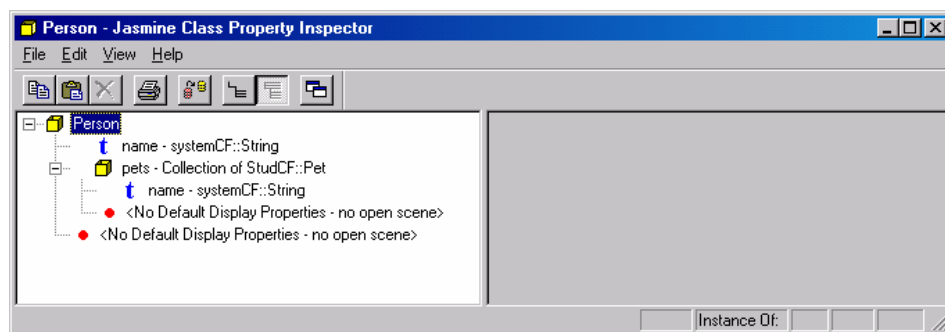 Person - Jasmine Class Property Inspector
File Edit View Help
Person
t name - systemCF::String
pets - Collection of StudCF::Pet
t name - systemCF::String
<No Default Display Properties - no open scene>
<No Default Display Properties - no open scene>
Instance Of: